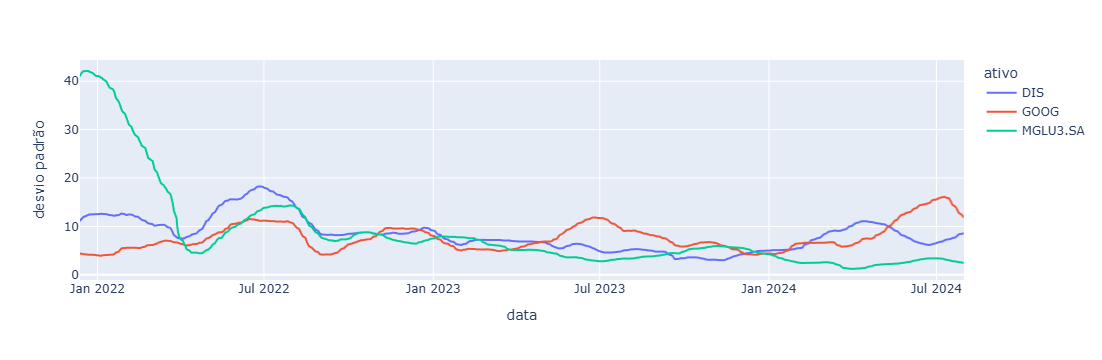 ativo
DIS
GOOG
MGLU3.SA
desvio padrão
40
30
20
10
0
Jan 2022
Jul 2022
Jan 2023
Jul 2023
Jan 2024
Jul 2024
data